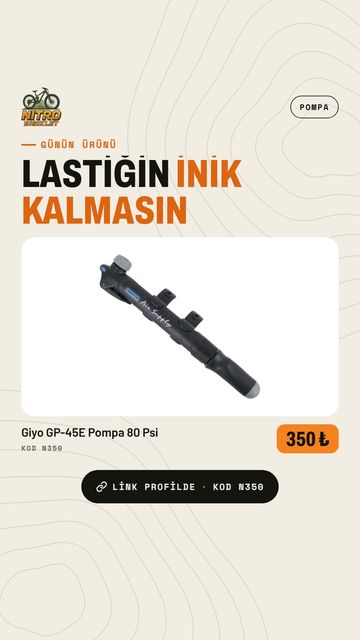 NITRO
BISIKLET
POMPA
GÜNÜN ÜRÜNÜ
LASTİĞİN İNİK
KALMASIN
Air Supply
Giyo GP-45E Pompa 80 Psi
350 ₺
KOD N350
LİNK PROFİLDE · KOD N350